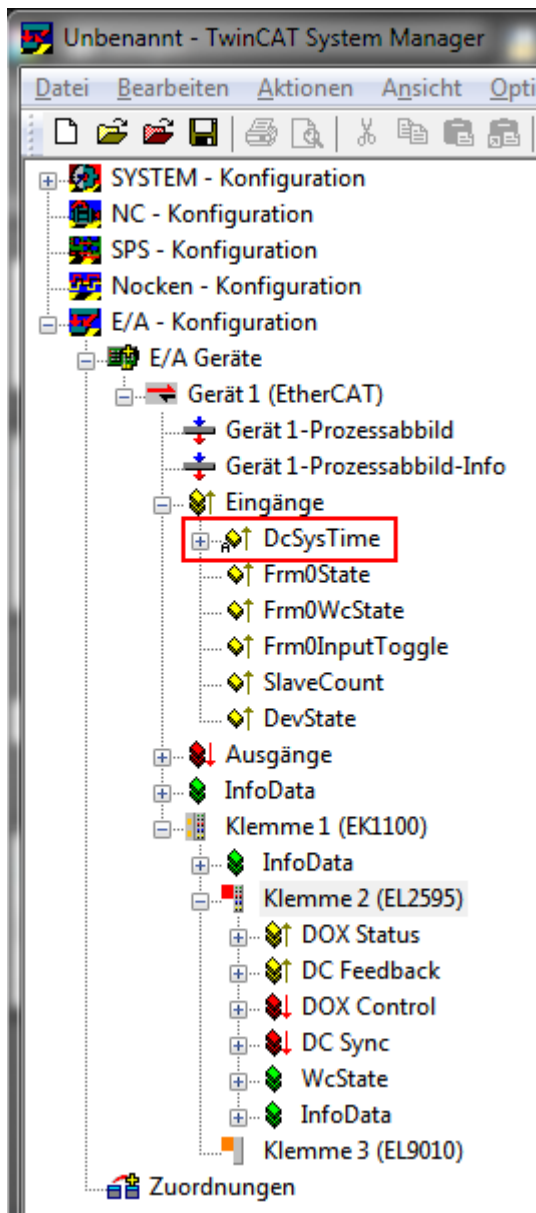 Unbenannt - TwinCAT System Manager
Datei Bearbeiten Aktionen Ansicht Opti
SYSTEM - Konfiguration
NC - Konfiguration
SPS - Konfiguration
Nocken - Konfiguration
E/A - Konfiguration
E/A Geräte
Gerät 1 (EtherCAT)
Gerät 1-Prozessabbild
Gerät 1-Prozessabbild-Info
Eingänge
DcSysTime
Frm0State
Frm0WcState
Frm0InputToggle
SlaveCount
DevState
Ausgänge
InfoData
Klemme 1 (EK1100)
InfoData
Klemme 2 (EL2595)
DOX Status
DC Feedback
DOX Control
DC Sync
WcState
InfoData
Klemme 3 (EL9010)
Zuordnungen